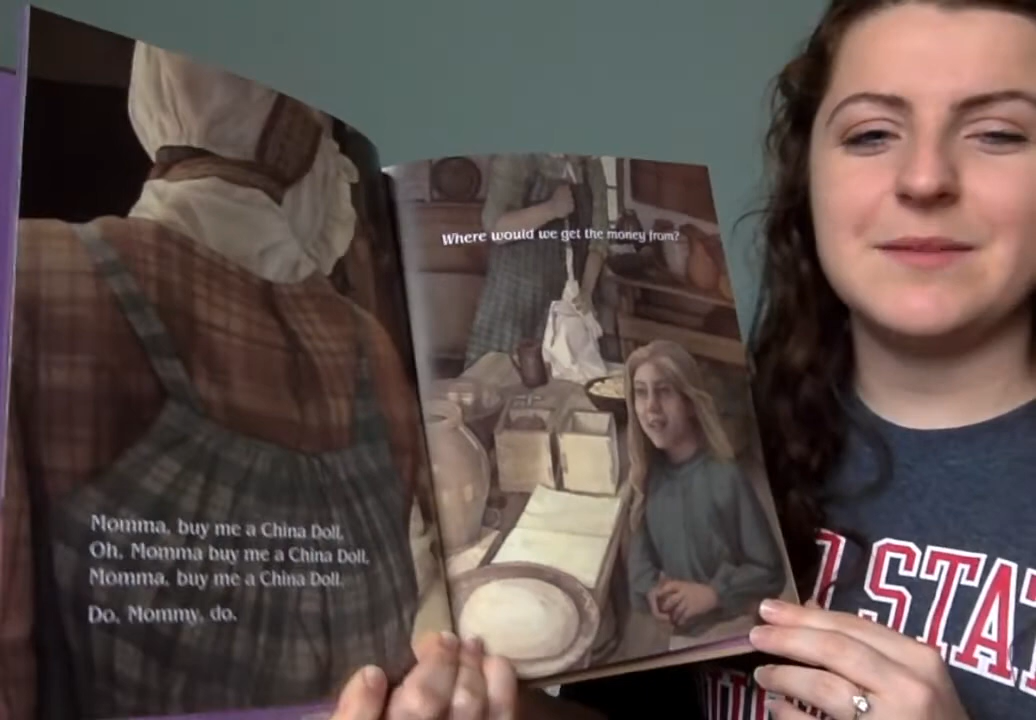 Momma, buy me a China Doll,
Oh, Momma buy me a China Doll,
Momma, buy me a China Doll.
Do, Mommy, do.
Where would we get the money from?
STA